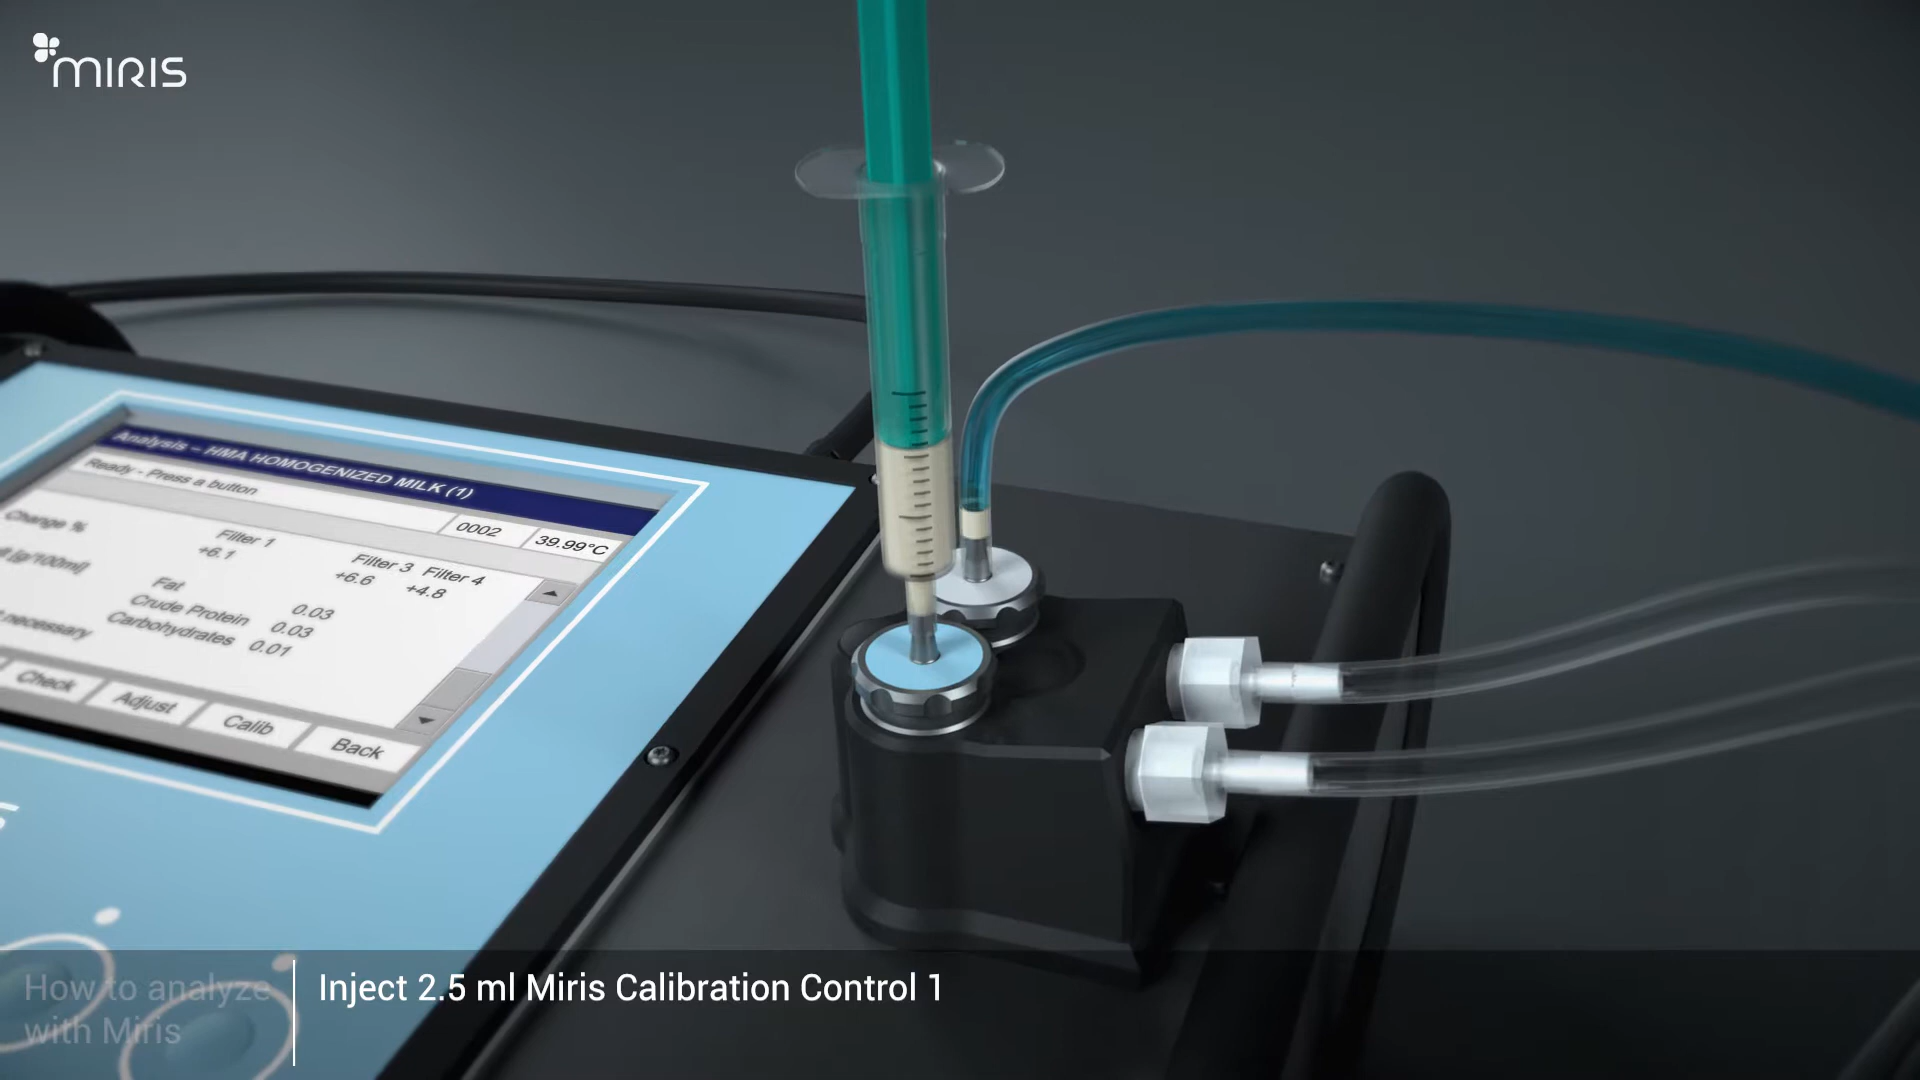 MIRIS
Analysis – HMA HOMOGENIZED MILK (1)
Ready - Press a button
0002
39.99°C
Change %
Filter 1
Filter 3 Filter 4
+6.1
+6.6 +4.8
[g/100ml]
Fat 0.03
Crude Protein 0.03
necessary
Carbohydrates 0.01
Check
Adjust
Calib
Back
How to analyze
with Miris
Inject 2.5 ml Miris Calibration Control 1